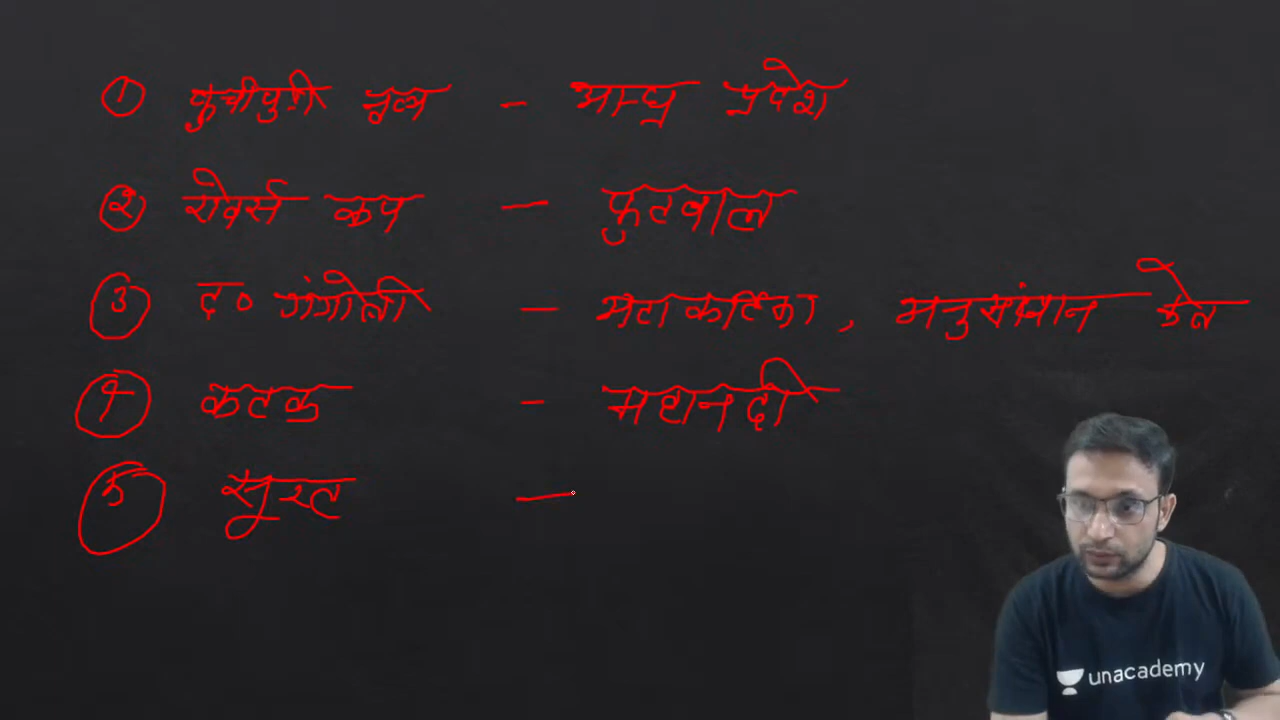 ① कुचीपुड़ी नृत्य - आन्ध्र प्रदेश
② रोवर्स कप - फुटबाल
③ द० गंगोत्री - अंटार्कटिका, अनुसंधान केन्द्र
④ कटक - महानदी
⑤ सूरत -
unacademy